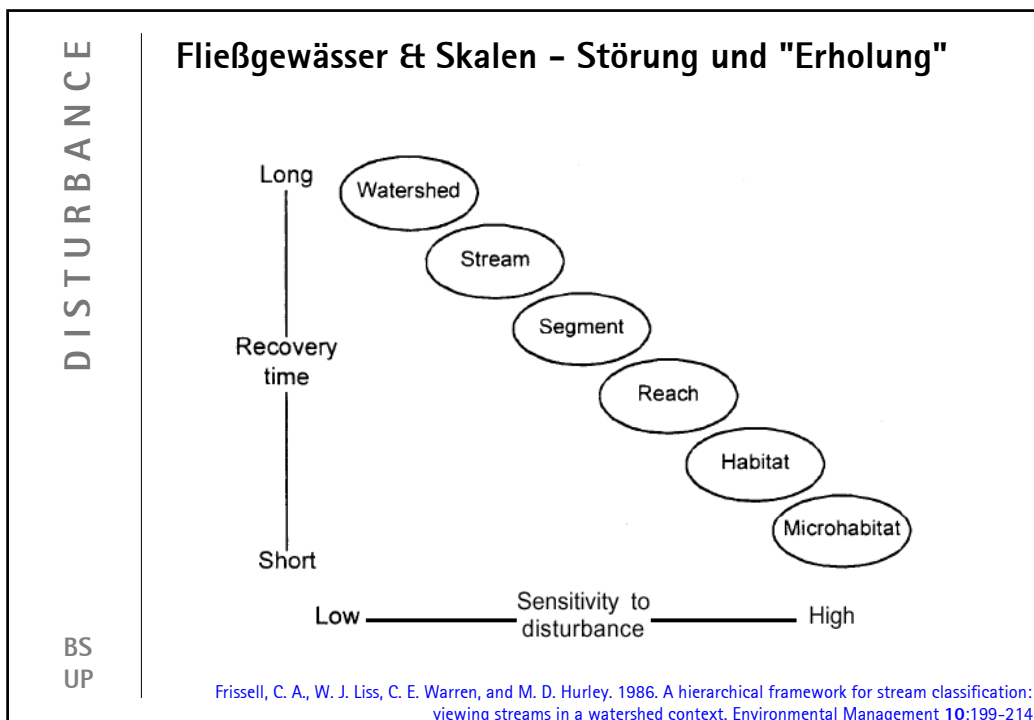 DISTURBANCE
Fließgewässer & Skalen - Störung und "Erholung"
Long
Watershed
Stream
Segment
Recovery
time
Reach
Habitat
Microhabitat
Short
Low
Sensitivity to
disturbance
High
BS
UP
Frissell, C. A., W. J. Liss, C. E. Warren, and M. D. Hurley. 1986. A hierarchical framework for stream classification:
viewing streams in a watershed context. Environmental Management 10:199-214